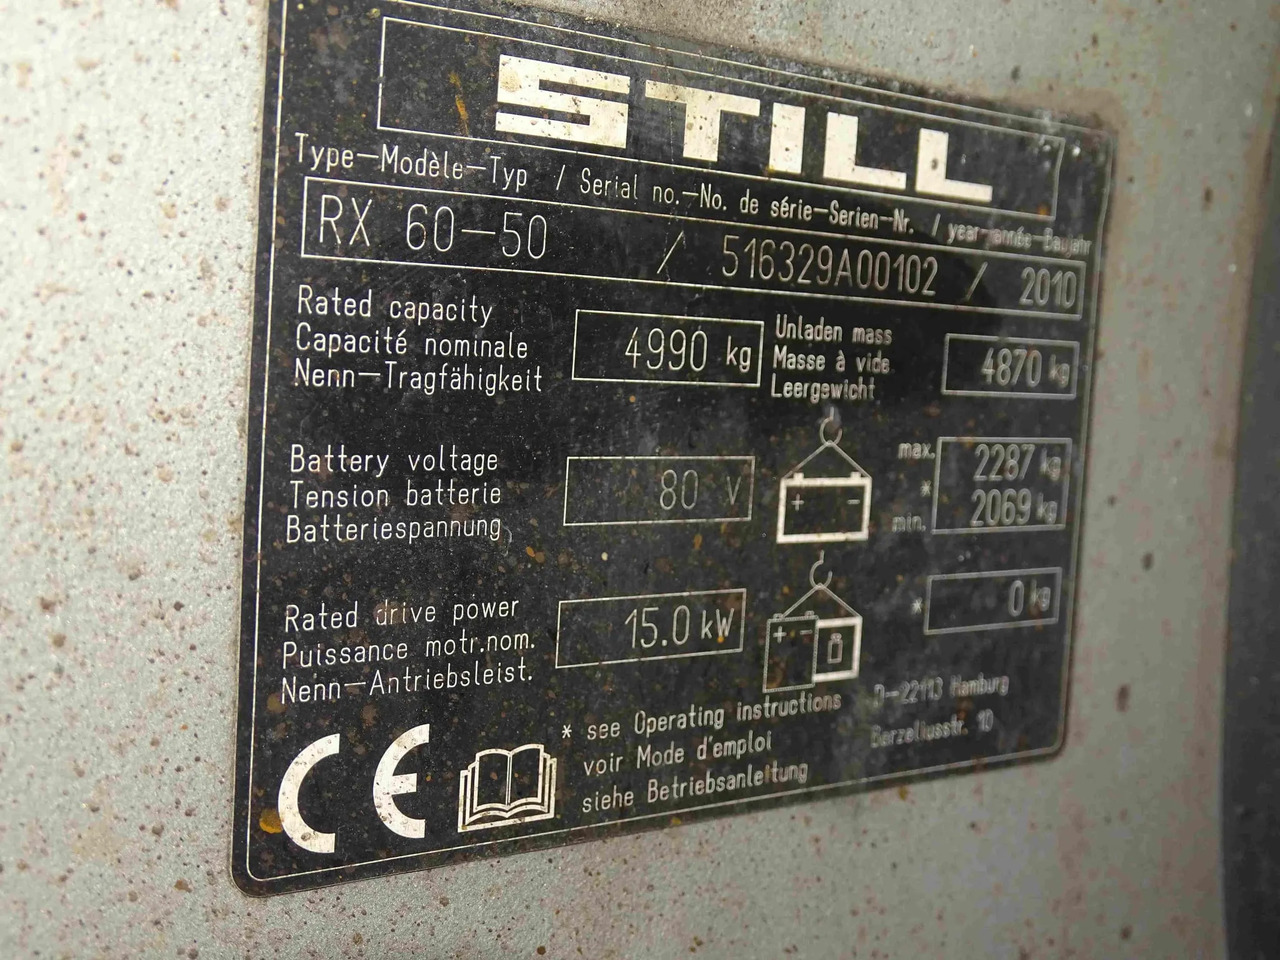 STILL
Type-Modèle-Typ / Serial no.-No. de série-Serien-Nr. / year-année-Baujahr
RX 60-50 / 516329A00102 / 2010
Rated capacity
Capacité nominale
Nenn-Tragfähigkeit
4990 kg
Unladen mass
Masse à vide
Leergewicht
4870 kg
Battery voltage
Tension batterie
Batteriespannung
80 V
+ -
max. 2287 kg
*
min. 2069 kg
Rated drive power
Puissance motr.nom.
Nenn-Antriebsleist.
15.0 kW
+ -
* 0 kg
CE
* see Operating instructions
voir Mode d'emploi
siehe Betriebsanleitung
D-22113 Hamburg
Berzeliusstr. 10